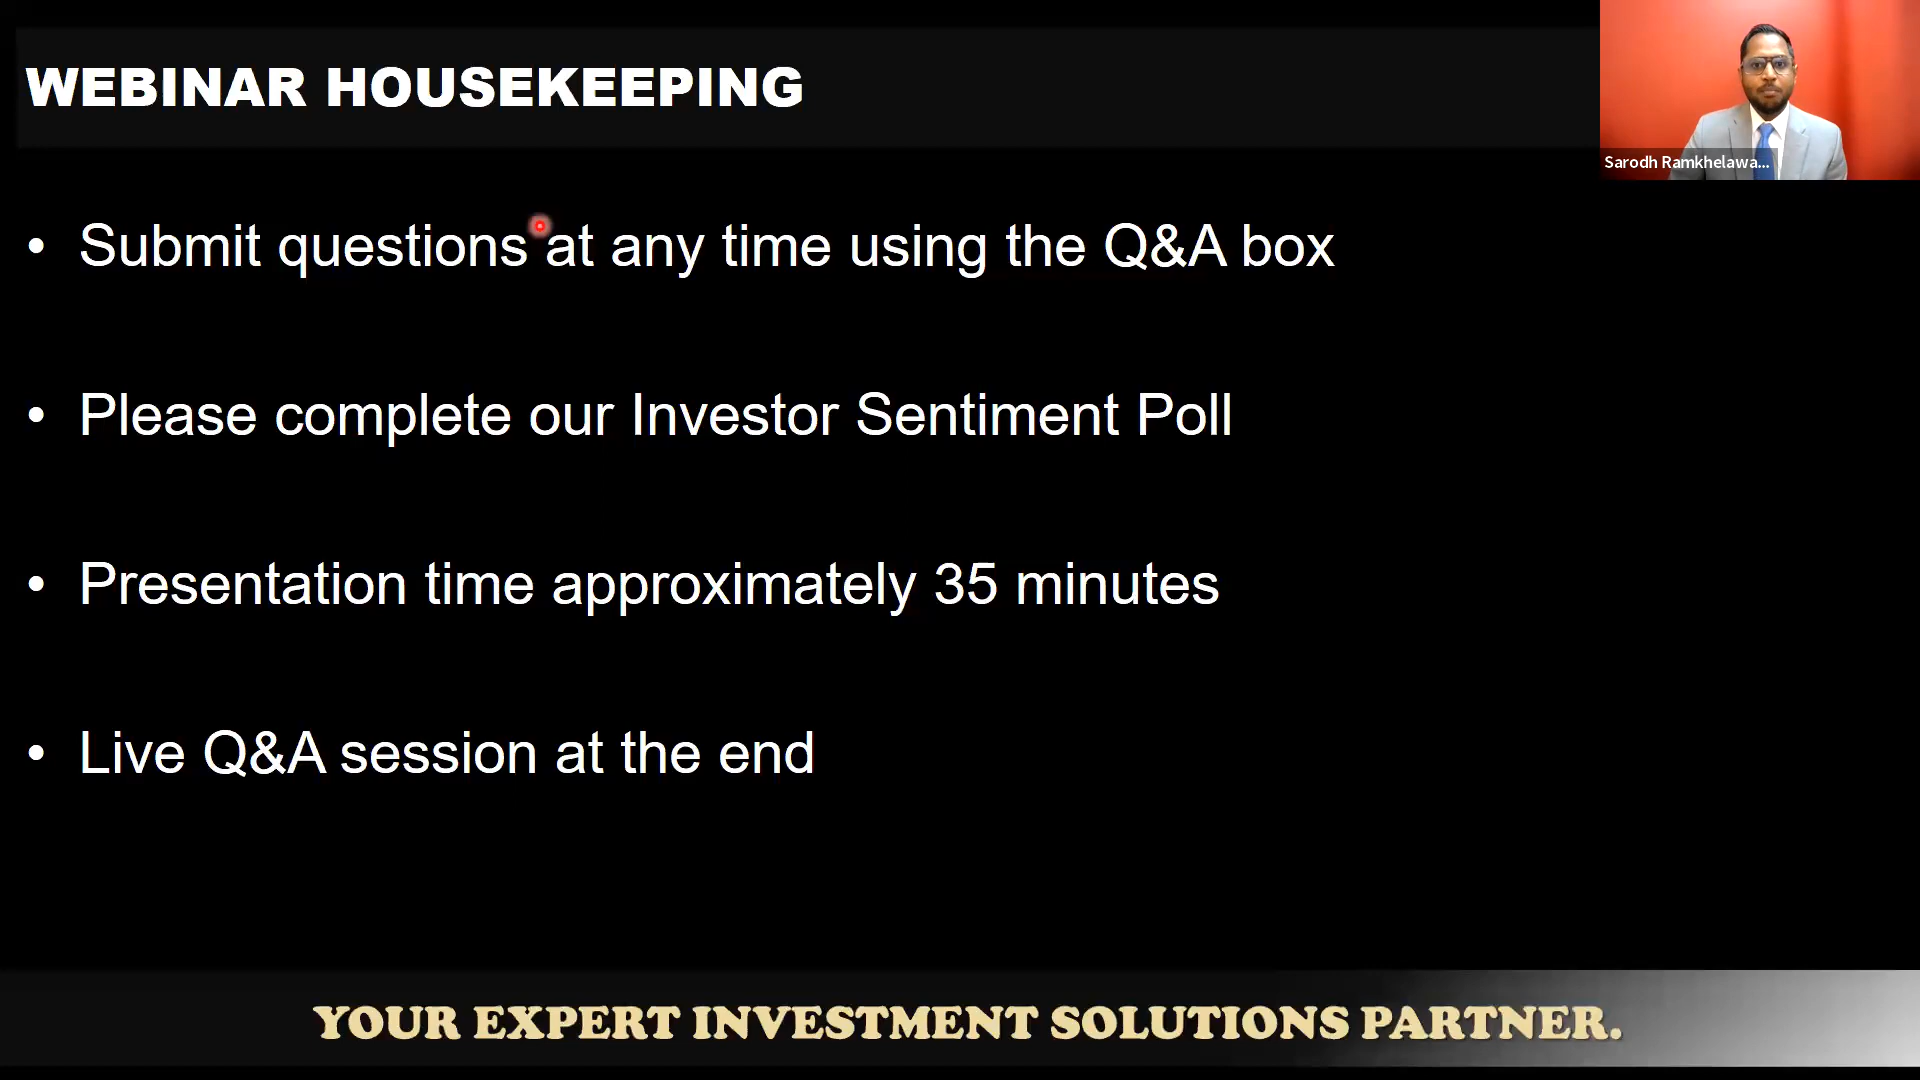 WEBINAR HOUSEKEEPING
Sarodh Ramkhelawa...
• Submit questions at any time using the Q&A box
• Please complete our Investor Sentiment Poll
• Presentation time approximately 35 minutes
• Live Q&A session at the end
YOUR EXPERT INVESTMENT SOLUTIONS PARTNER.